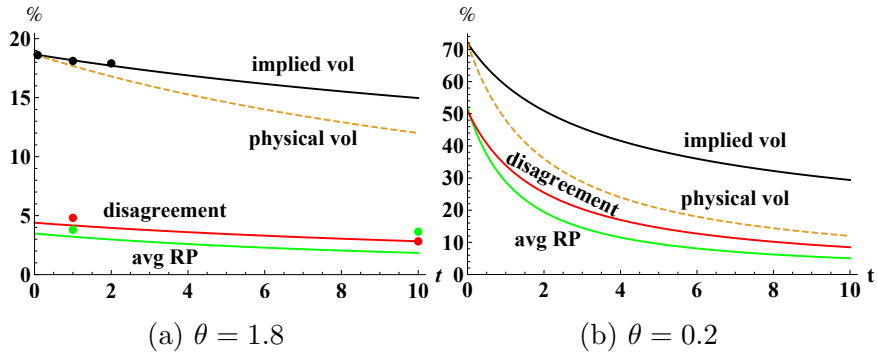 %
20
15
10
5
0
implied vol
physical vol
disagreement
avg RP
0 2 4 6 8 10 t
(a) θ = 1.8
%
70
60
50
40
30
20
10
0
implied vol
disagreement
physical vol
avg RP
0 2 4 6 8 10 t
(b) θ = 0.2